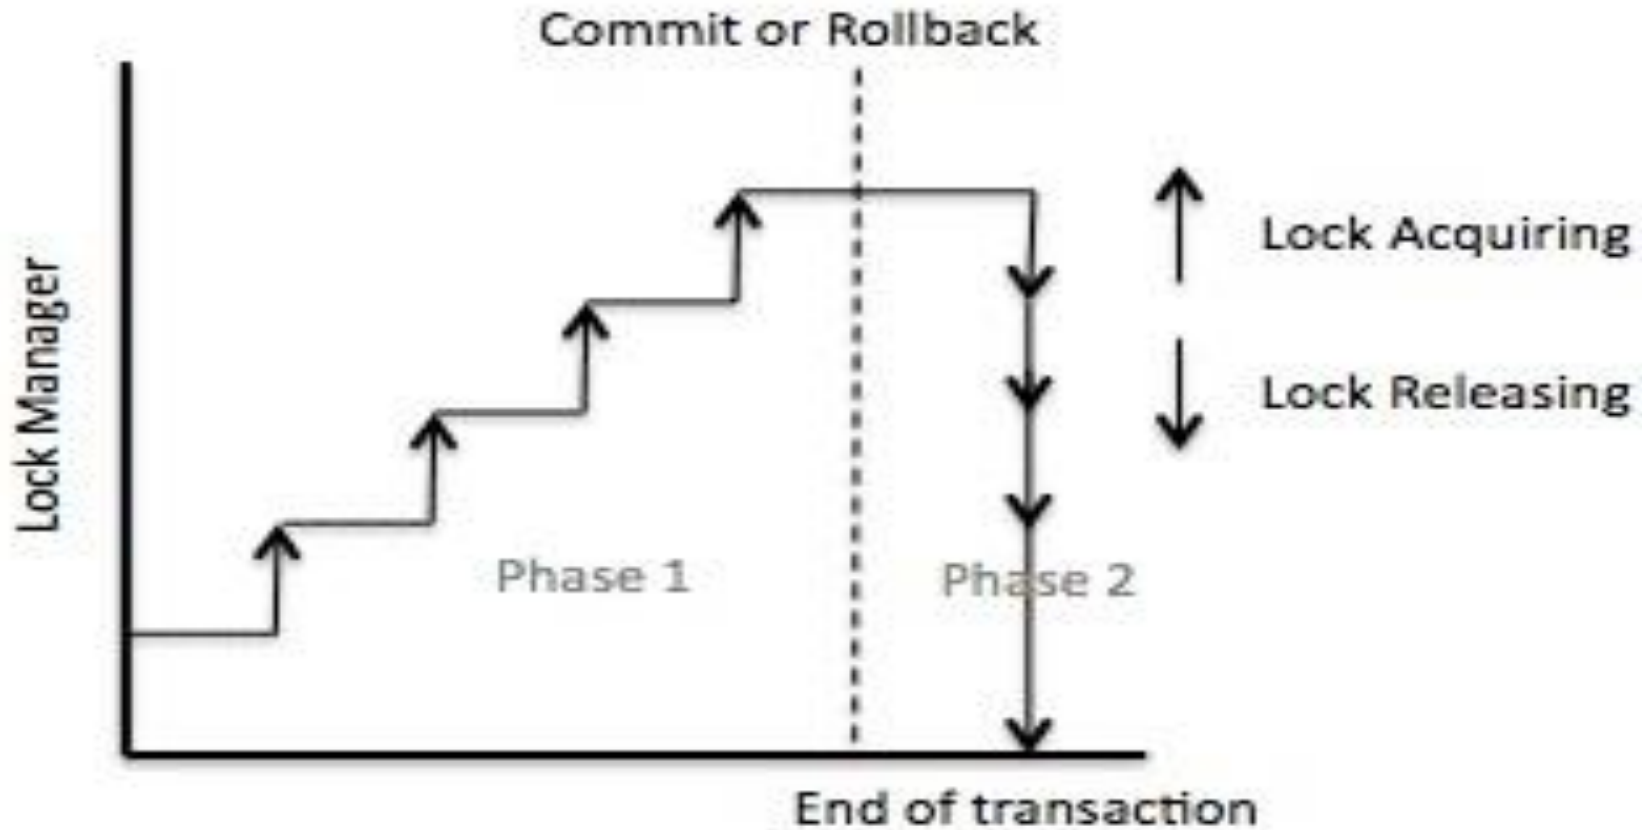 Commit or Rollback
Lock Manager
Lock Acquiring
Lock Releasing
Phase 1
Phase 2
End of transaction